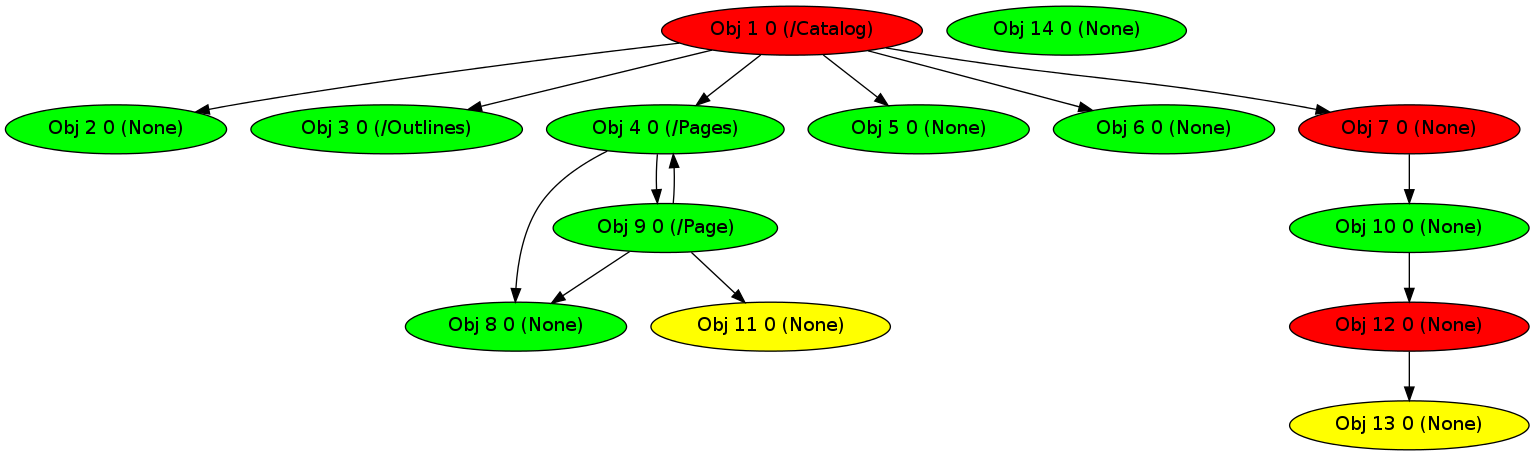 Obj 1 0 (/Catalog)
Obj 14 0 (None)
Obj 2 0 (None)
Obj 3 0 (/Outlines)
Obj 4 0 (/Pages)
Obj 5 0 (None)
Obj 6 0 (None)
Obj 7 0 (None)
Obj 9 0 (/Page)
Obj 10 0 (None)
Obj 8 0 (None)
Obj 11 0 (None)
Obj 12 0 (None)
Obj 13 0 (None)